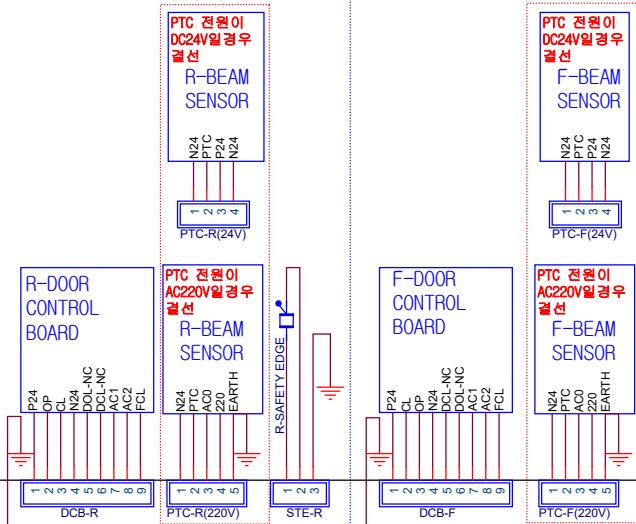 PTC 전원이
DC24V일경우
결선
R-BEAM
SENSOR
N24
PTC
P24
N24
1 2 3 4
PTC-R(24V)
PTC 전원이
DC24V일경우
결선
F-BEAM
SENSOR
N24
PTC
P24
N24
1 2 3 4
PTC-F(24V)
R-DOOR
CONTROL
BOARD
P24
OP
CL
N24
DOL-NC
DCL-NC
AC1
AC2
FCL
1 2 3 4 5 6 7 8 9
DCB-R
PTC 전원이
AC220V일경우
결선
R-BEAM
SENSOR
N24
PTC
AC0
220
EARTH
1 2 3 4 5
PTC-R(220V)
R-SAFETY EDGE
1 2 3
STE-R
F-DOOR
CONTROL
BOARD
P24
CL
OP
N24
DOL-NC
DCL-NC
AC1
AC2
FCL
1 2 3 4 5 6 7 8 9
DCB-F
PTC 전원이
AC220V일경우
결선
F-BEAM
SENSOR
N24
PTC
AC0
220
EARTH
1 2 3 4 5
PTC-F(220V)